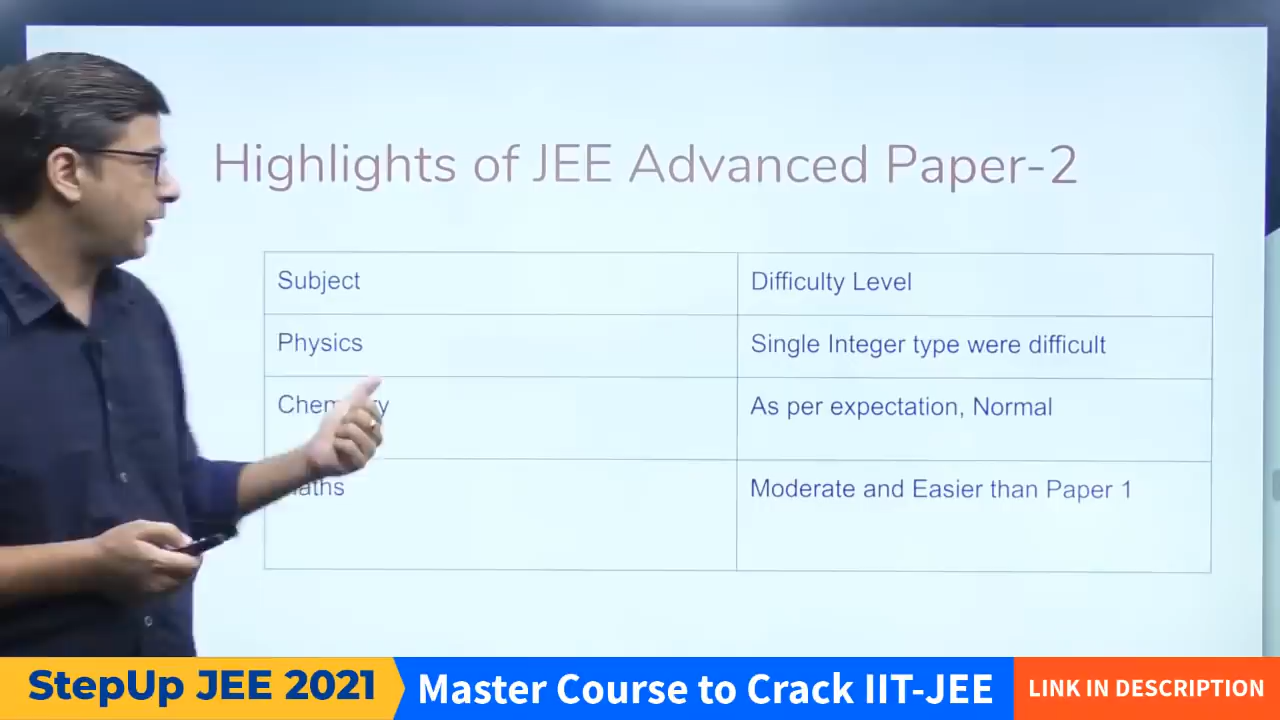 Highlights of JEE Advanced Paper-2
Subject
Difficulty Level
Physics
Single Integer type were difficult
As per expectation, Normal
Moderate and Easier than Paper 1
StepUp JEE 2021
Master Course to Crack IIT-JEE
LINK IN DESCRIPTION